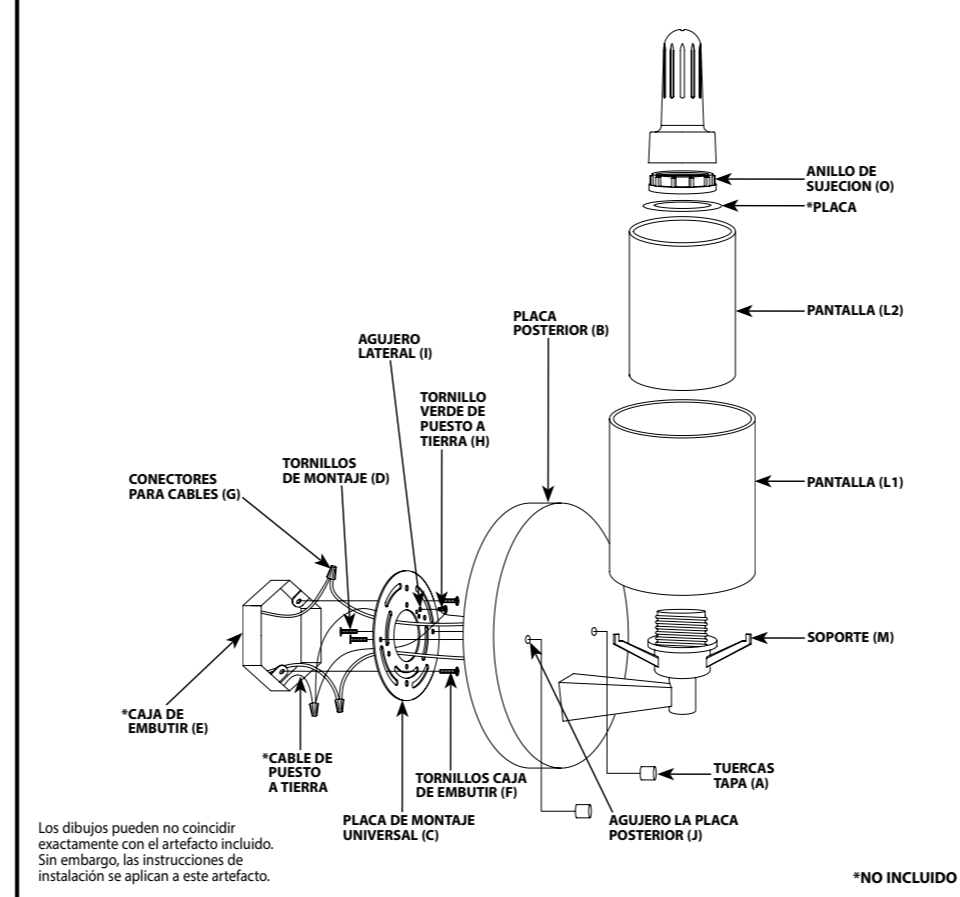 ANILLO DE
SUJECION (O)
*PLACA
PANTALLA (L2)
PLACA
POSTERIOR (B)
AGUJERO
LATERAL (I)
TORNILLO
VERDE DE
PUESTO A
TIERRA (H)
TORNILLOS
DE MONTAJE (D)
CONECTORES
PARA CABLES (G)
PANTALLA (L1)
SOPORTE (M)
*CAJA DE
EMBUTIR (E)
*CABLE DE
PUESTO
A TIERRA
TORNILLOS CAJA
DE EMBUTIR (F)
TUERCAS
TAPA (A)
PLACA DE MONTAJE
UNIVERSAL (C)
AGUJERO LA PLACA
POSTERIOR (J)
Los dibujos pueden no coincidir
exactamente con el artefacto incluido.
Sin embargo, las instrucciones de
instalación se aplican a este artefacto.
*NO INCLUIDO